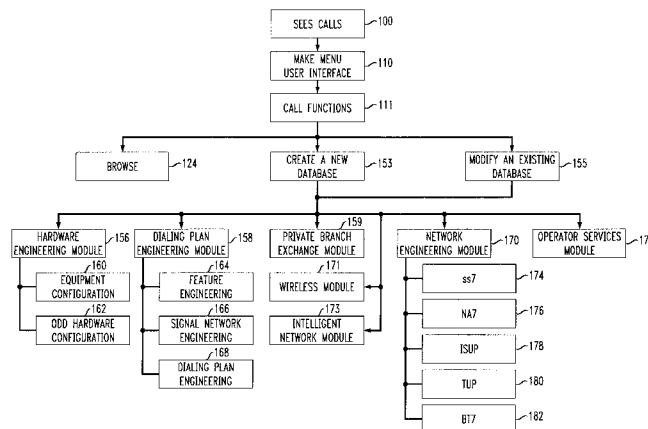 SEES CALLS
100
MAKE MENU
USER INTERFACE
110
CALL FUNCTIONS
111
BROWSE
124
CREATE A NEW
DATABASE
153
MODIFY AN EXISTING
DATABASE
155
HARDWARE
ENGINEERING MODULE
156
DIALING PLAN
ENGINEERING MODULE
158
159
PRIVATE BRANCH
EXCHANGE MODULE
NETWORK
ENGINEERING MODULE
170
OPERATOR SERVICES
MODULE
160
EQUIPMENT
CONFIGURATION
162
ODD HARDWARE
CONFIGURATION
164
FEATURE
ENGINEERING
166
SIGNAL NETWORK
ENGINEERING
168
DIALING PLAN
ENGINEERING
171
WIRELESS MODULE
173
INTELLIGENT
NETWORK MODULE
ss7
174
NA7
176
ISUP
178
TUP
180
BT7
182